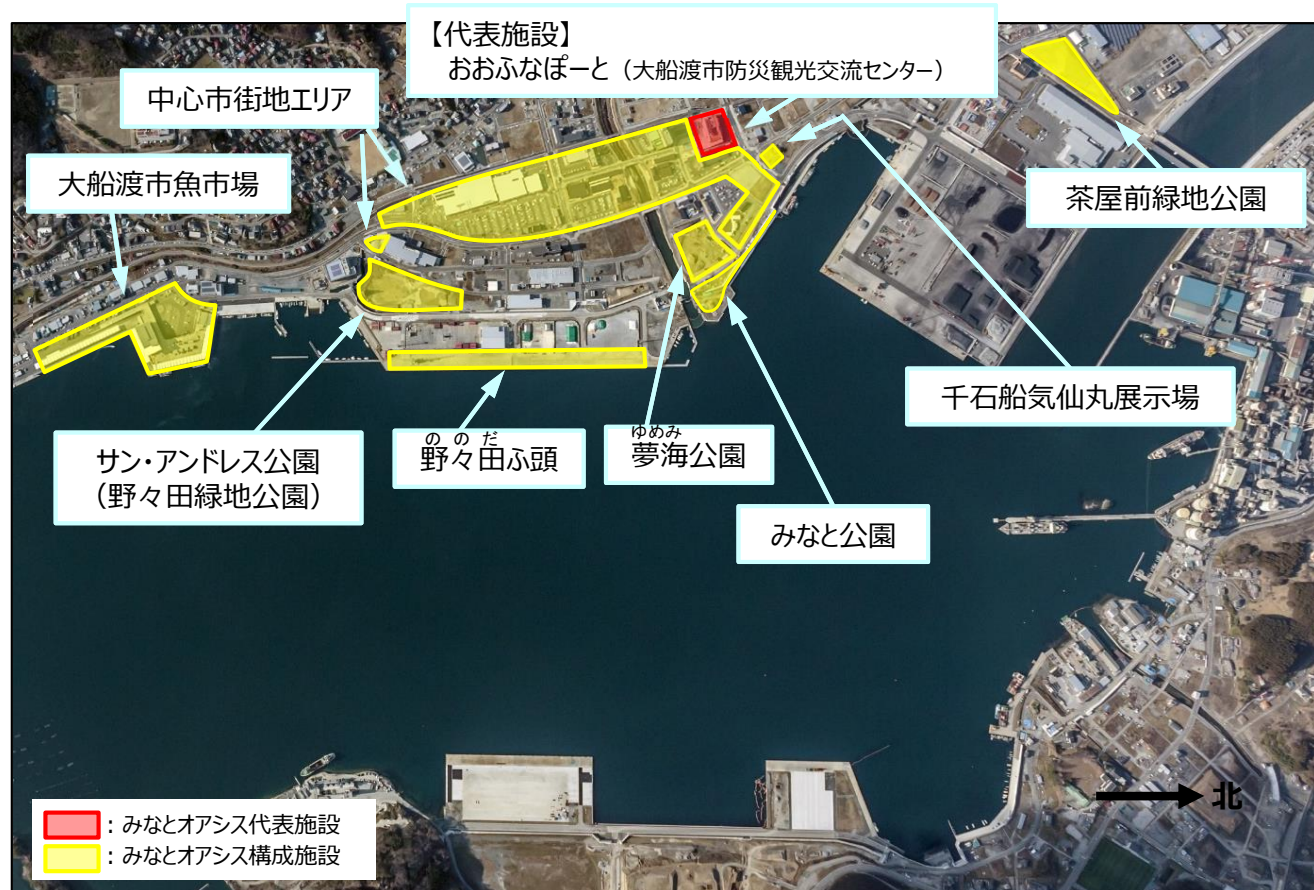 【代表施設】
おおふなぽーと（大船渡市防災観光交流センター）
中心市街地エリア
大船渡市魚市場
茶屋前緑地公園
千石船気仙丸展示場
サン・アンドレス公園
（野々田緑地公園）
ののだ
野々田ふ頭
ゆめみ
夢海公園
みなと公園
北
：みなとオアシス代表施設
：みなとオアシス構成施設